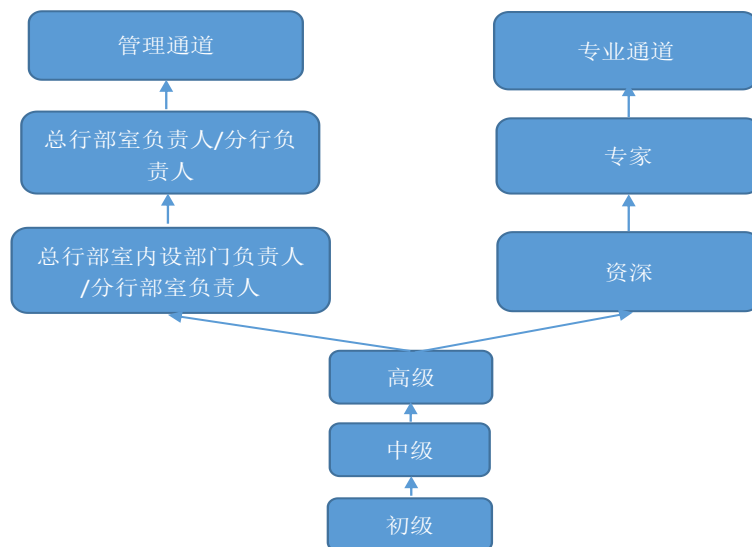 管理通道
专业通道
总行部室负责人/分行负
责人
专家
总行部室内设部门负责人
/分行部室负责人
资深
高级
中级
初级